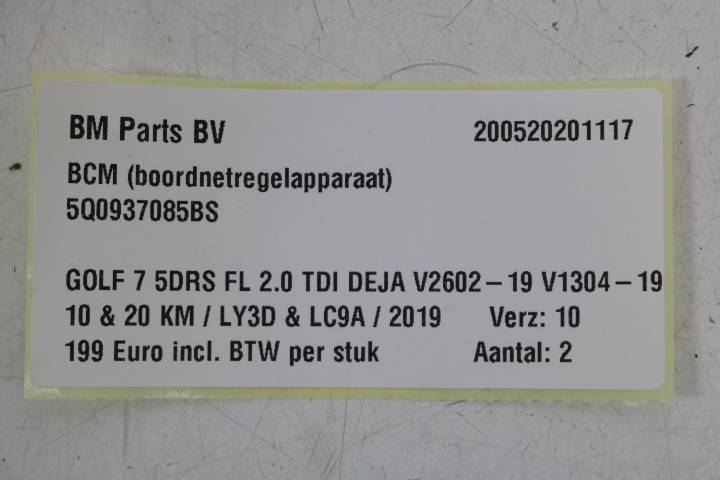 BM Parts BV 200520201117
BCM (boordnetregelapparaat)
5Q0937085BS
GOLF 7 5DRS FL 2.0 TDI DEJA V2602 – 19 V1304 – 19
10 & 20 KM / LY3D & LC9A / 2019 Verz: 10
199 Euro incl. BTW per stuk Aantal: 2